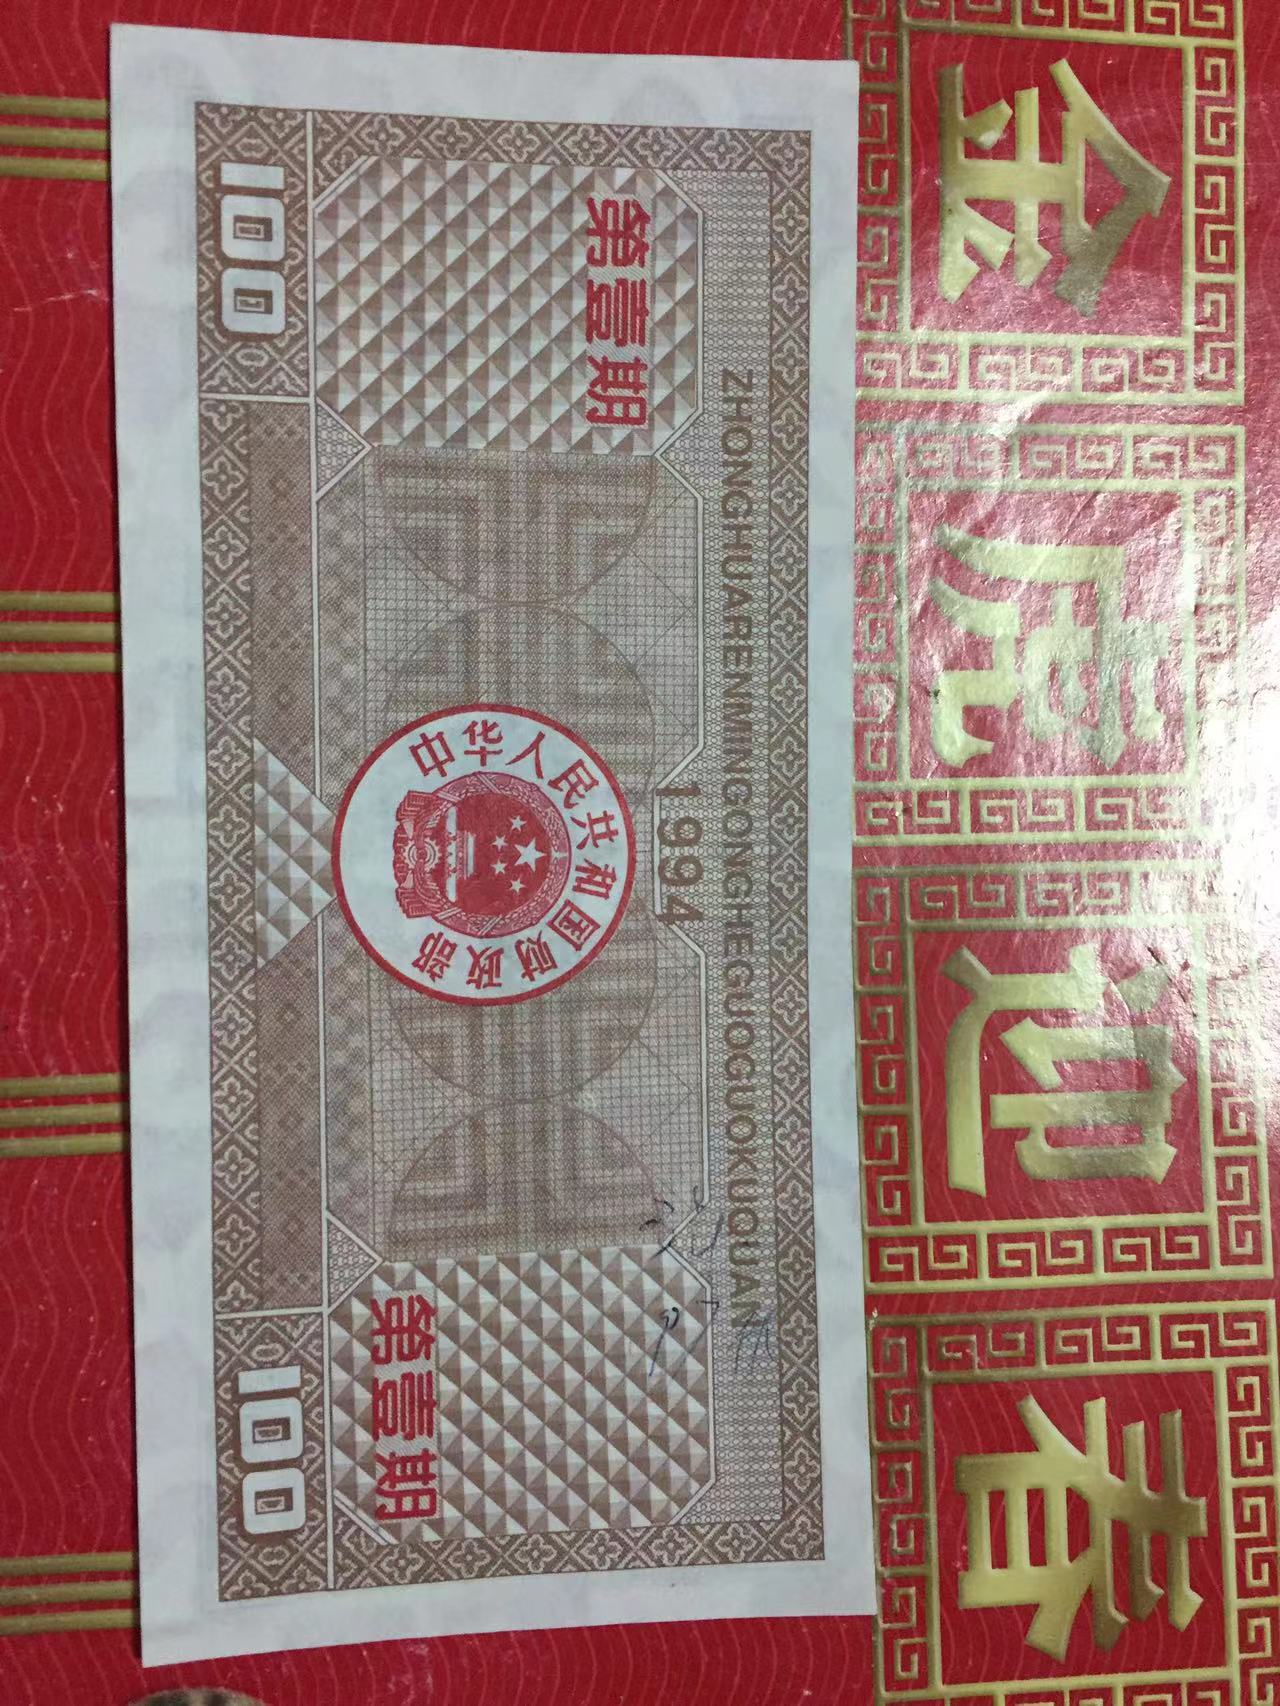 ZHONGHUARENMINGONGHEGUOGUOKUQUAN
1994
第壹期
第壹期
中华人民共和国财政部
100
100
金
虎
迎
春